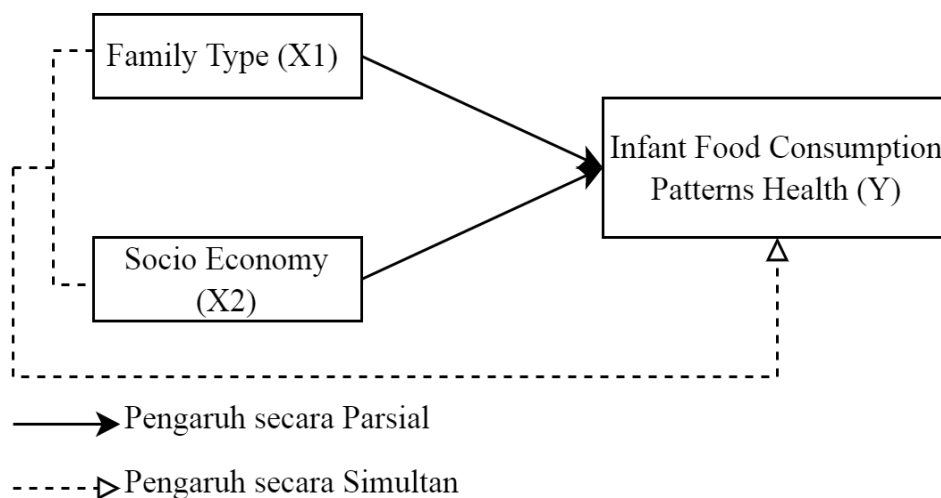 Family Type (X1)
Infant Food Consumption
Patterns Health (Y)
Socio Economy
(X2)
Pengaruh secara Parsial
Pengaruh secara Simultan